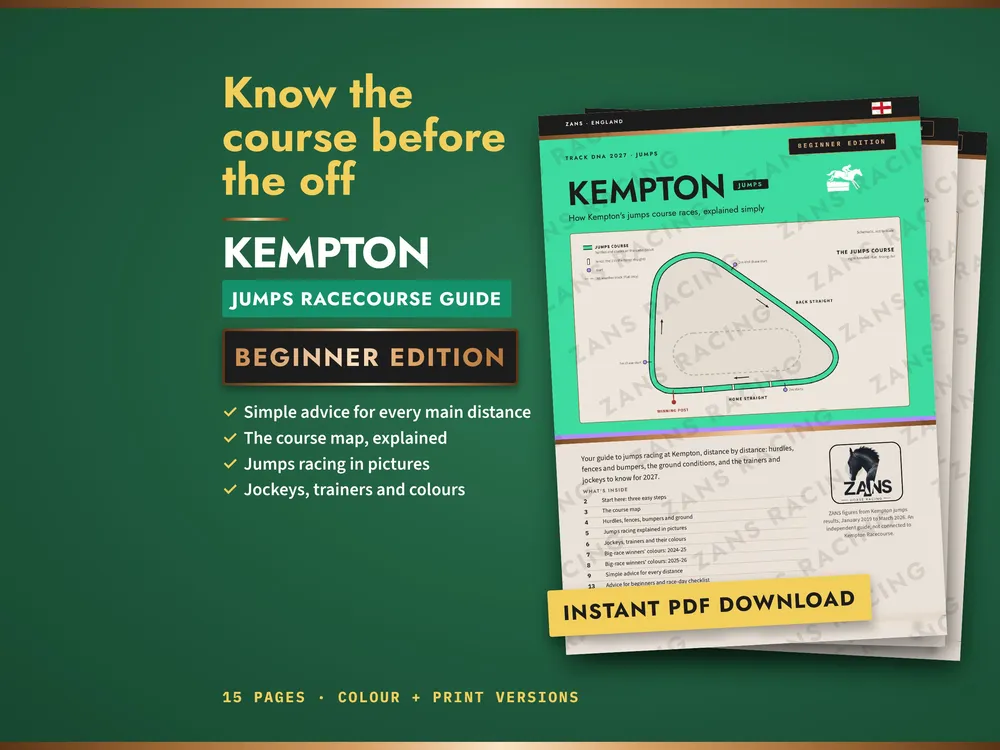 Know the
course before
the off
KEMPTON
JUMPS RACECOURSE GUIDE
BEGINNER EDITION
Simple advice for every main distance
The course map, explained
Jumps racing in pictures
Jockeys, trainers and colours
15 PAGES · COLOUR + PRINT VERSIONS
ZANS · ENGLAND
TRACK DNA 2027 · JUMPS
BEGINNER EDITION
KEMPTON JUMPS
How Kempton's jumps course races, explained simply
JUMPS COURSE
THE JUMPS COURSE
BACK STRAIGHT
HOME STRAIGHT
WINNING POST
Your guide to jumps racing at Kempton, distance by distance: hurdles,
fences and bumpers, the ground conditions, and the trainers and
jockeys to know for 2027.
WHAT'S INSIDE
2 Start here: three easy steps
3 The course map
4 Hurdles, fences, bumpers and ground
5 Jumps racing explained in pictures
6 Jockeys, trainers and their colours
7 Big-race winners' colours: 2024-25
8 Big-race winners' colours: 2025-26
9 Simple advice for every distance
13 Advice for beginners and race-day checklist
ZANS
HORSE RACING
ZANS figures from Kempton jumps
results, January 2019 to March 2026. An
independent guide, not connected to
Kempton Racecourse.
INSTANT PDF DOWNLOAD
ZANS RACING